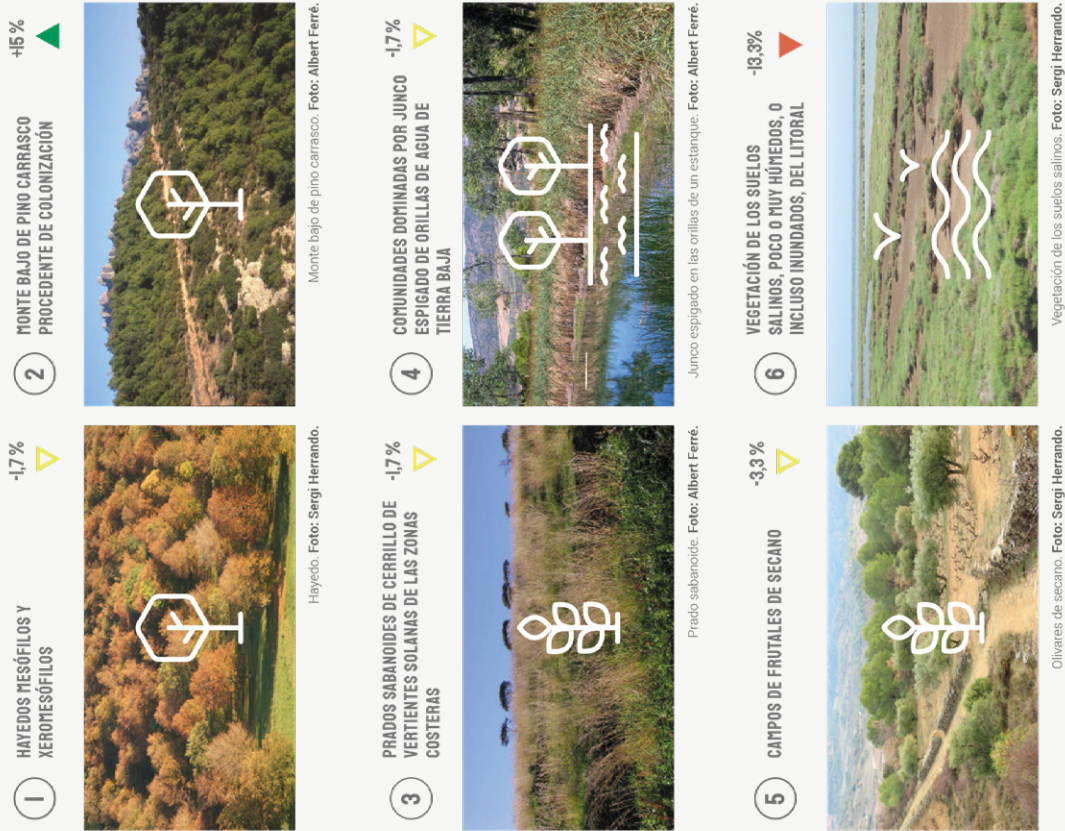 1
HAYEDOS MESÓFILOS Y
XEROMESÓFILOS
-1,7%
Hayedo. Foto: Sergi Herrando.
2
MONTE BAJO DE PINO CARRASCO
PROCEDENTE DE COLONIZACIÓN
+15%
Monte bajo de pino carrasco. Foto: Albert Ferré.
3
PRADOS SABANOIDES DE CERRILLO DE
VERTIENTES SOLANAS DE LAS ZONAS
COSTERAS
-1,7%
Prado sabanoide. Foto: Albert Ferré.
4
COMUNIDADES DOMINADAS POR JUNCO
ESPIGADO DE ORILLAS DE AGUA DE
TIERRA BAJA
-1,7%
Junco espigado en las orillas de un estanque. Foto: Albert Ferré.
5
CAMPOS DE FRUTALES DE SECANO
-3,3%
Olivares de secano. Foto: Sergi Herrando.
6
VEGETACIÓN DE LOS SUELOS
SALINOS, POCO O MUY HÚMEDOS, O
INCLUSO INUNDADOS, DEL LITORAL
-13,3%
Vegetación de los suelos salinos. Foto: Sergi Herrando.